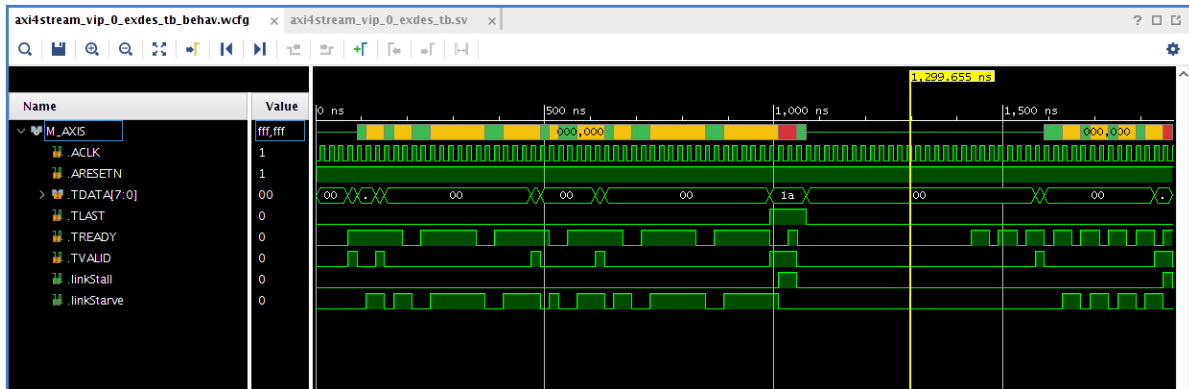 axi4stream_vip_0_exdes_tb_behav.wcfg × axi4stream_vip_0_exdes_tb.sv × ? 
1,299.655 ns
Name Value 0 ns 500 ns 1,000 ns 1,500 ns
M_AXIS fff,fff 000,000 000,000
.ACLK 1
.ARESETN 1
.TDATA[7:0] 00 00 . 00 00 00 1a 00 00 .
.TLAST 0
.TREADY 0
.TVALID 0
.linkStall 0
.linkStarve 0